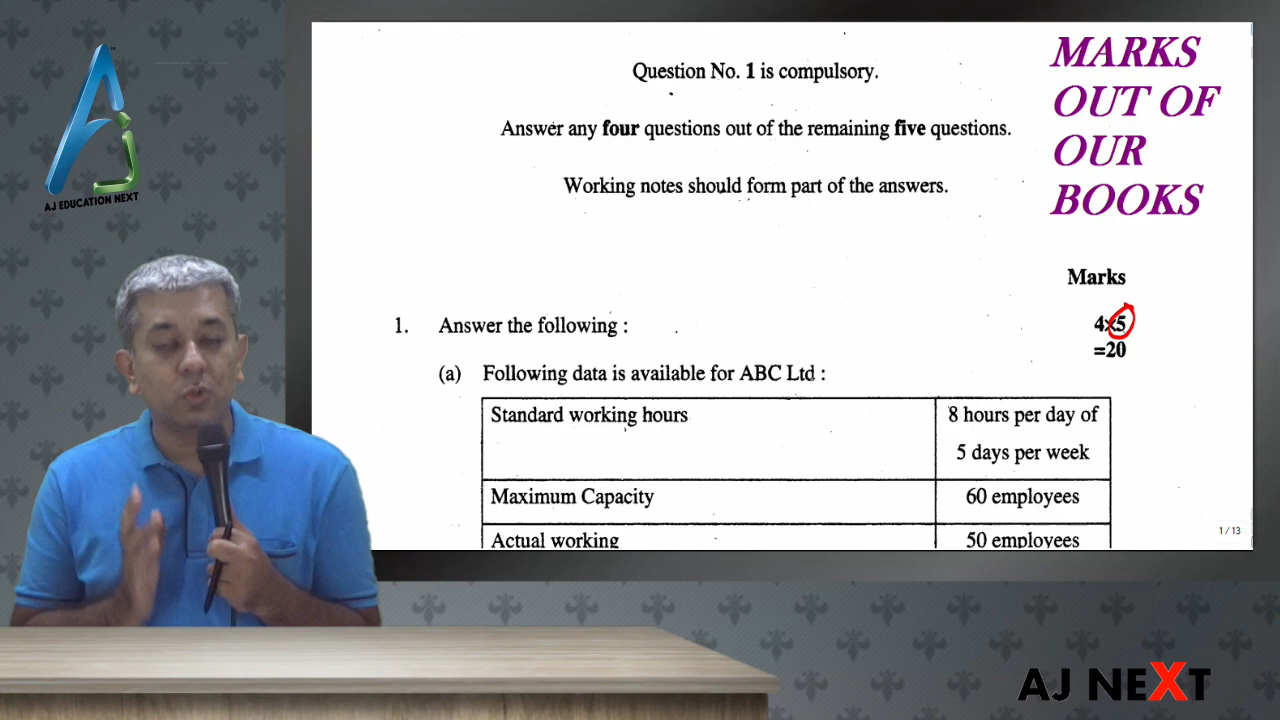 AJ EDUCATION NEXT
Question No. 1 is compulsory.
Answer any four questions out of the remaining five questions.
Working notes should form part of the answers.
MARKS
OUT OF
OUR
BOOKS
Marks
1. Answer the following :
4×5
=20
(a) Following data is available for ABC Ltd :
Standard working hours
8 hours per day of
5 days per week
Maximum Capacity
60 employees
Actual working
50 employees
1 / 13
AJ NEXT